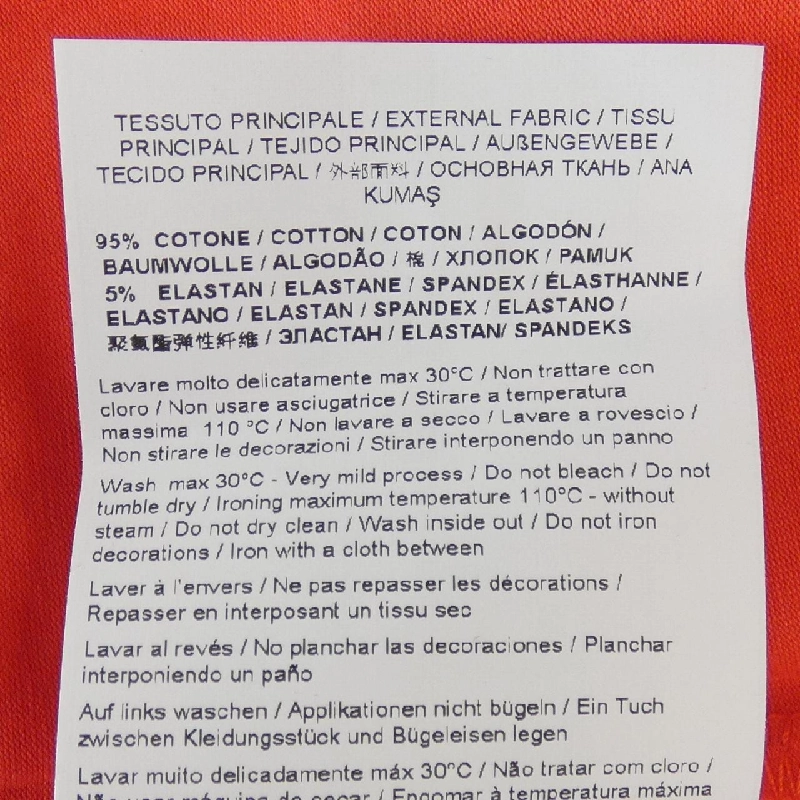 TESSUTO PRINCIPALE / EXTERNAL FABRIC / TISSU
PRINCIPAL / TEJIDO PRINCIPAL / AUßENGEWEBE /
TECIDO PRINCIPAL / 外部面料 / ОСНОВНАЯ ТКАНЬ / ANA
KUMAŞ
95% COTONE / COTTON / COTON / ALGODÓN /
BAUMWOLLE / ALGODÃO / 棉 / ХЛОПОК / PAMUK
5% ELASTAN / ELASTANE / SPANDEX / ÉLASTHANNE /
ELASTANO / ELASTAN / SPANDEX / ELASTANO /
聚氨酯弹性纤维 / ЭЛАСТАН / ELASTAN/ SPANDEKS
Lavare molto delicatamente max 30°C / Non trattare con
cloro / Non usare asciugatrice / Stirare a temperatura
massima 110 °C / Non lavare a secco / Lavare a rovescio /
Non stirare le decorazioni / Stirare interponendo un panno
Wash max 30°C - Very mild process / Do not bleach / Do not
tumble dry / Ironing maximum temperature 110°C - without
steam / Do not dry clean / Wash inside out / Do not iron
decorations / Iron with a cloth between
Laver à l'envers / Ne pas repasser les décorations /
Repasser en interposant un tissu sec
Lavar al revés / No planchar las decoraciones / Planchar
interponiendo un paño
Auf links waschen / Applikationen nicht bügeln / Ein Tuch
zwischen Kleidungsstück und Bügeleisen legen
Lavar muito delicadamente máx 30°C / Não tratar com cloro /
Não usar máquina de secar / Engomar à temperatura máxima